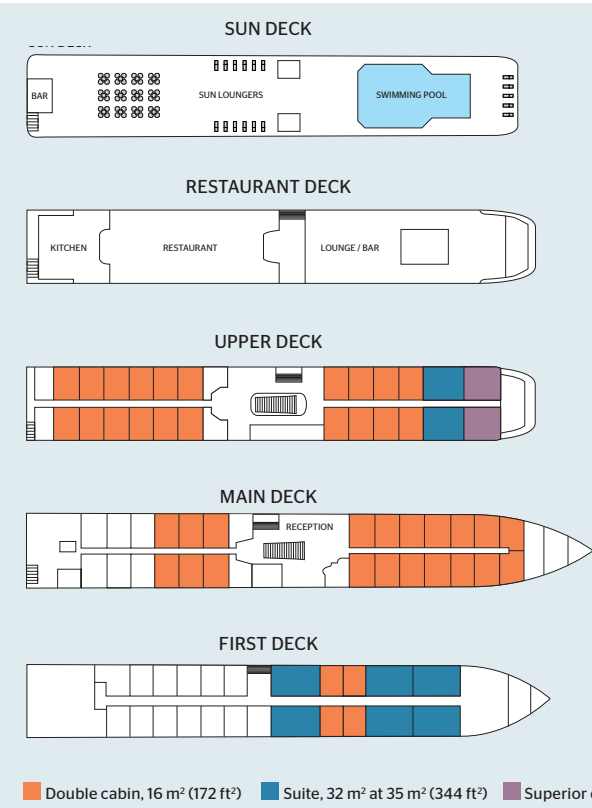 SUN DECK
BAR
SUN LOUNGERS
SWIMMING POOL
RESTAURANT DECK
KITCHEN
RESTAURANT
LOUNGE / BAR
UPPER DECK
MAIN DECK
RECEPTION
FIRST DECK
Double cabin, 16 m² (172 ft²) Suite, 32 m² at 35 m² (344 ft²) Superior